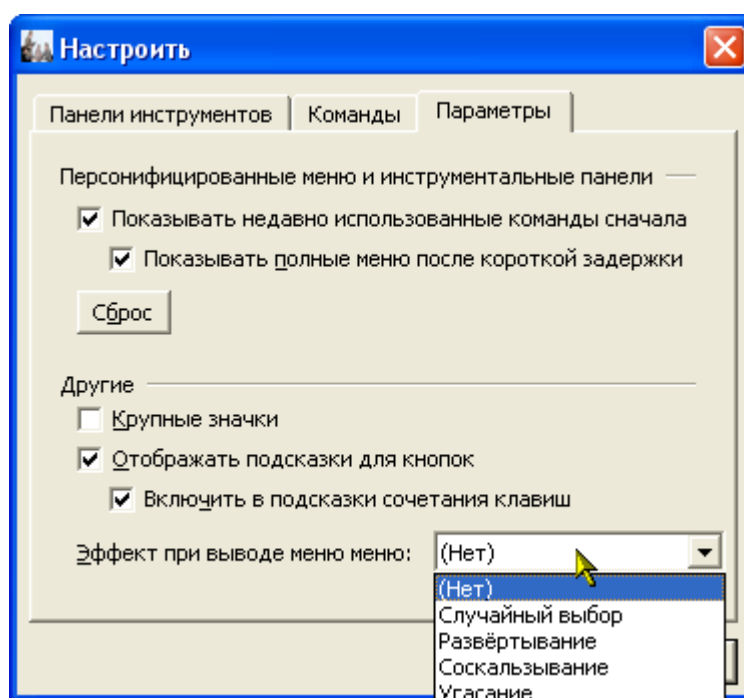 Настроить
Панели инструментов Команды Параметры
Персонифицированные меню и инструментальные панели
Показывать недавно использованные команды сначала
Показывать полные меню после короткой задержки
Сброс
Другие
Крупные значки
Отображать подсказки для кнопок
Включить в подсказки сочетания клавиш
Эффект при выводе меню меню: (Нет)
(Нет)
Случайный выбор
Развёртывание
Соскальзывание
Угасание